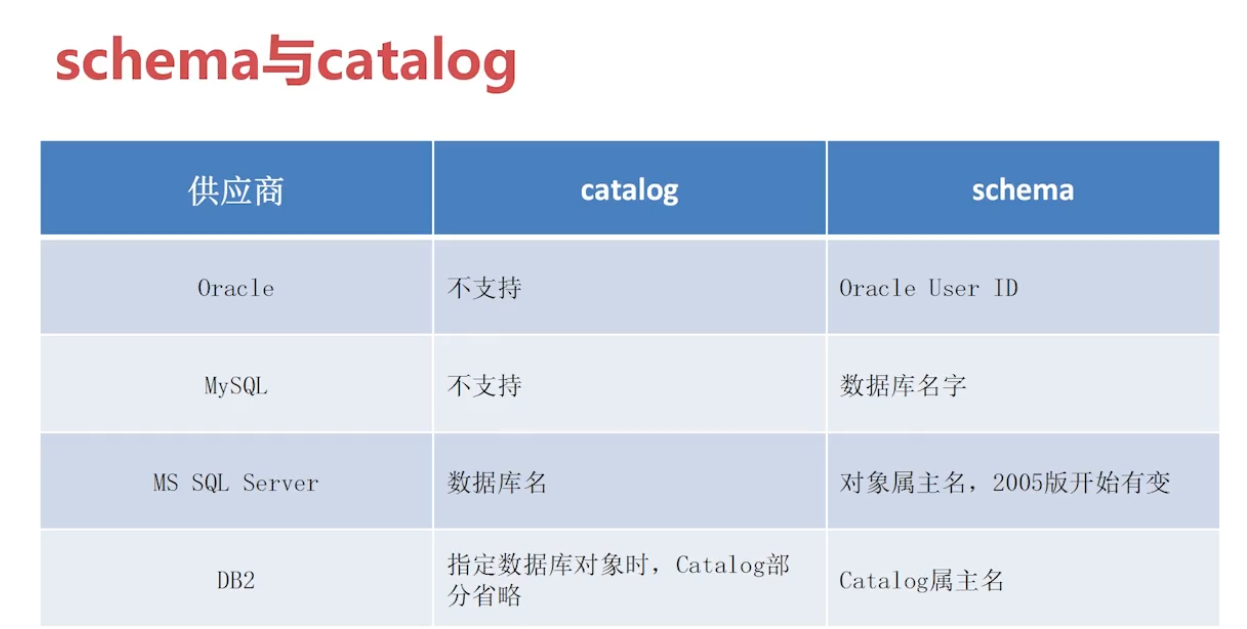 schema与catalog
供应商 catalog schema
Oracle 不支持 Oracle User ID
MySQL 不支持 数据库名字
MS SQL Server 数据库名 对象属主名，2005版开始有变
DB2 指定数据库对象时，Catalog部 Catalog属主名
分省略